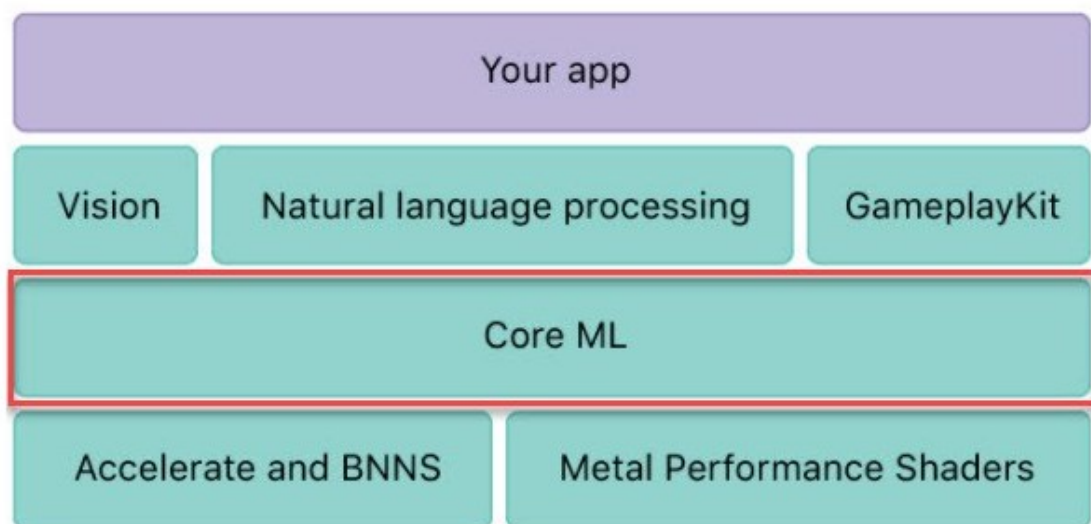 Your app
Vision Natural language processing GameplayKit
Core ML
Accelerate and BNNS Metal Performance Shaders